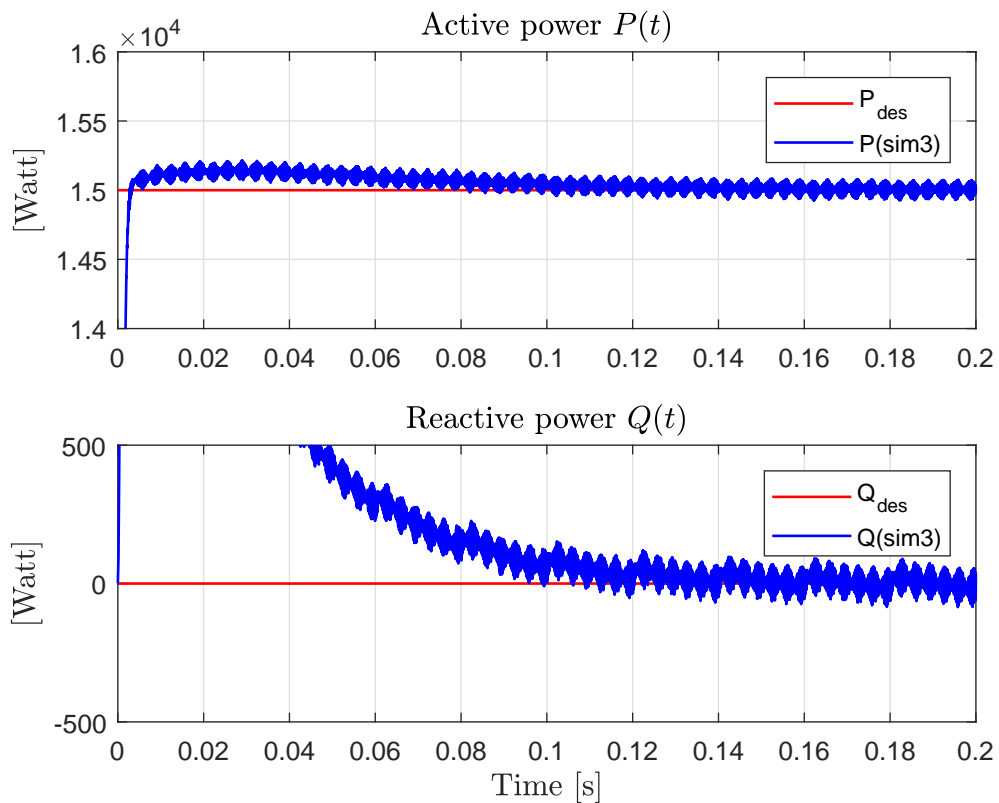 Active power P(t)
×10⁴
1.6
1.55
1.5
1.45
1.4
[Watt]
P_des
P(sim3)
0 0.02 0.04 0.06 0.08 0.1 0.12 0.14 0.16 0.18 0.2
Reactive power Q(t)
500
0
-500
[Watt]
Q_des
Q(sim3)
0 0.02 0.04 0.06 0.08 0.1 0.12 0.14 0.16 0.18 0.2
Time [s]